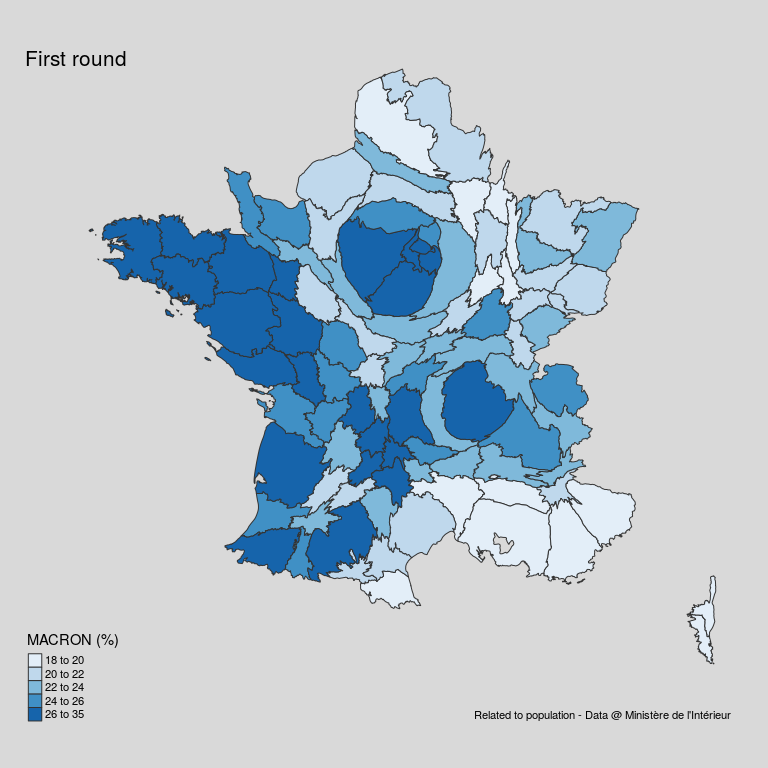 First round
MACRON (%)
18 to 20
20 to 22
22 to 24
24 to 26
26 to 35
Related to population - Data @ Ministère de l'Intérieur